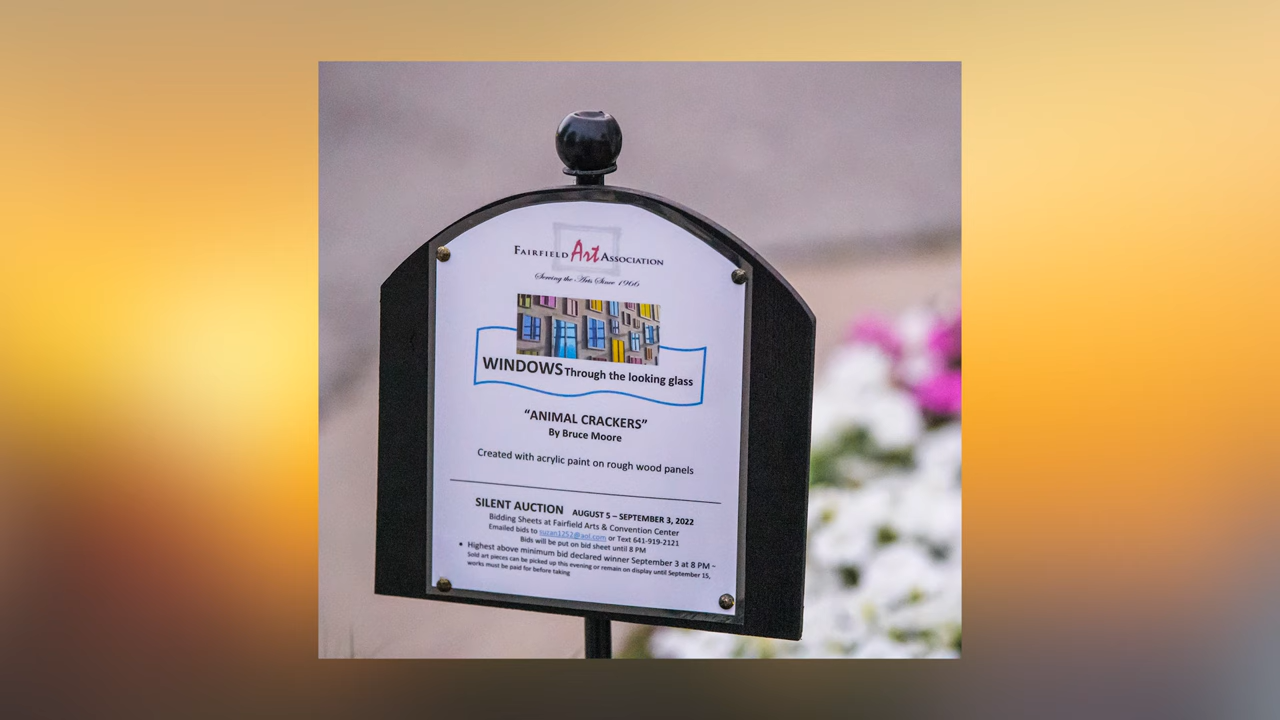 FAIRFIELD Art ASSOCIATION
Serving the Arts Since 1966
WINDOWS Through the looking glass
“ANIMAL CRACKERS”
By Bruce Moore
Created with acrylic paint on rough wood panels
SILENT AUCTION AUGUST 5 – SEPTEMBER 3, 2022
Bidding Sheets at Fairfield Arts & Convention Center
Emailed bids to suzan1252@aol.com or Text 641-919-2121
Bids will be put on bid sheet until 8 PM
• Highest above minimum bid declared winner September 3 at 8 PM –
Sold art pieces can be picked up this evening or remain on display until September 15,
works must be paid for before taking